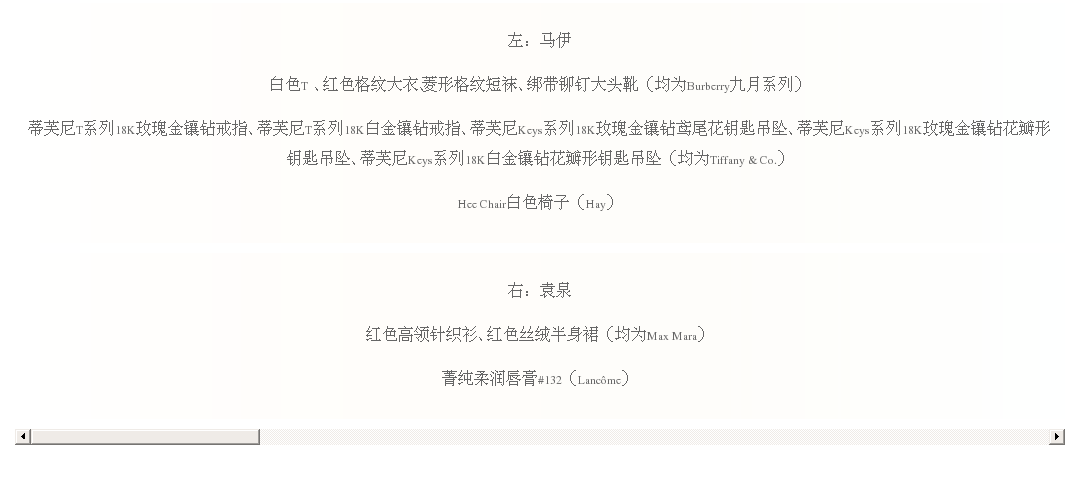 左：马伊
白色T 、红色格纹大衣、菱形格纹短袜、绑带铆钉大头靴（均为Burberry九月系列）
蒂芙尼T系列18K玫瑰金镶钻戒指、蒂芙尼T系列18K白金镶钻戒指、蒂芙尼Keys系列18K玫瑰金镶钻鸢尾花钥匙吊坠、蒂芙尼Keys系列18K玫瑰金镶钻花瓣形
钥匙吊坠、蒂芙尼Keys系列18K白金镶钻花瓣形钥匙吊坠（均为Tiffany & Co.）
Hee Chair白色椅子（Hay）
右：袁泉
红色高领针织衫、红色丝绒半身裙（均为Max Mara）
菁纯柔润唇膏#132（Lancôme）